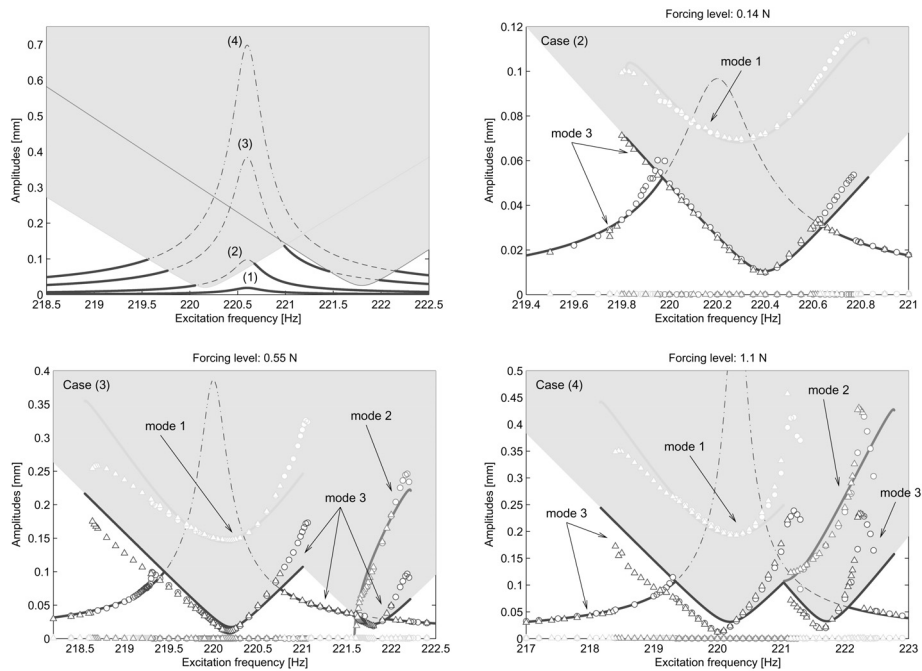 0.7
0.6
0.5
0.4
0.3
0.2
0.1
0
Amplitudes [mm]
(4)
(3)
(2)
(1)
218.5 219 219.5 220 220.5 221 221.5 222 222.5
Excitation frequency [Hz]
Forcing level: 0.14 N
Case (2)
0.12
0.1
0.08
0.06
0.04
0.02
0
Amplitudes [mm]
mode 1
mode 3
219.4 219.6 219.8 220 220.2 220.4 220.6 220.8 221
Excitation frequency [Hz]
Forcing level: 0.55 N
Case (3)
0.4
0.35
0.3
0.25
0.2
0.15
0.1
0.05
0
Amplitudes [mm]
mode 1
mode 2
mode 3
218.5 219 219.5 220 220.5 221 221.5 222 222.5
Excitation frequency [Hz]
Forcing level: 1.1 N
Case (4)
0.5
0.45
0.4
0.35
0.3
0.25
0.2
0.15
0.1
0.05
0
Amplitudes [mm]
mode 1
mode 2
mode 3
mode 3
217 218 219 220 221 222 223
Excitation frequency [Hz]